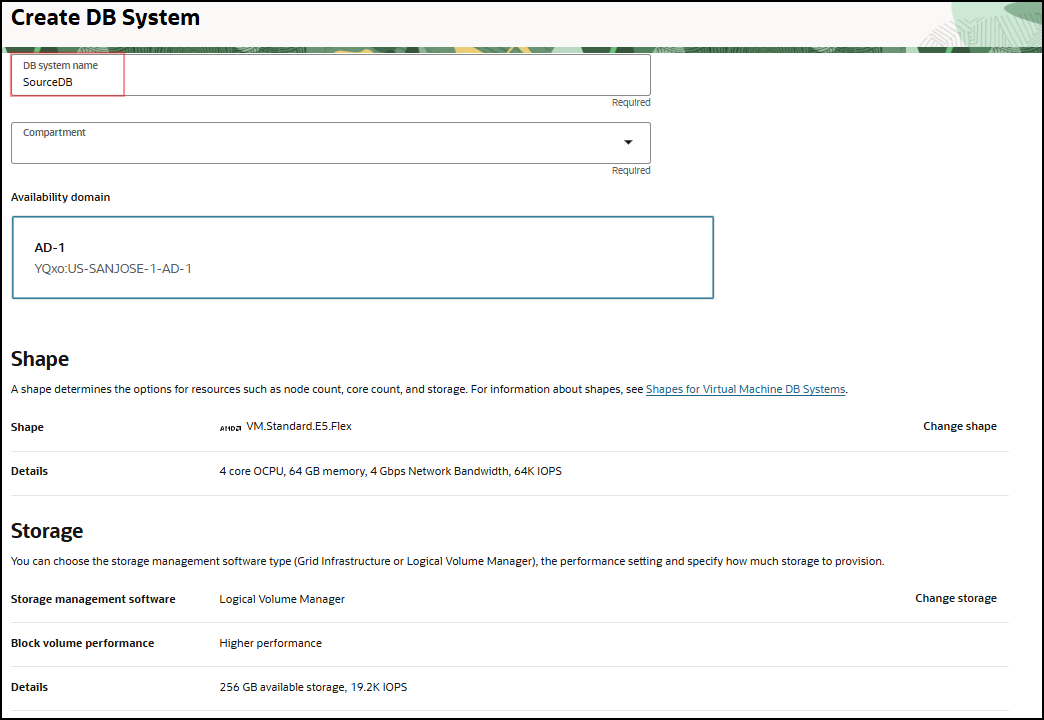 Create DB System
DB system name
SourceDB
Required
Compartment
Required
Availability domain
AD-1
YQxo:US-SANJOSE-1-AD-1
Shape
A shape determines the options for resources such as node count, core count, and storage. For information about shapes, see Shapes for Virtual Machine DB Systems.
Shape AMD VM.Standard.E5.Flex Change shape
Details 4 core OCPU, 64 GB memory, 4 Gbps Network Bandwidth, 64K IOPS
Storage
You can choose the storage management software type (Grid Infrastructure or Logical Volume Manager), the performance setting and specify how much storage to provision.
Storage management software Logical Volume Manager Change storage
Block volume performance Higher performance
Details 256 GB available storage, 19.2K IOPS